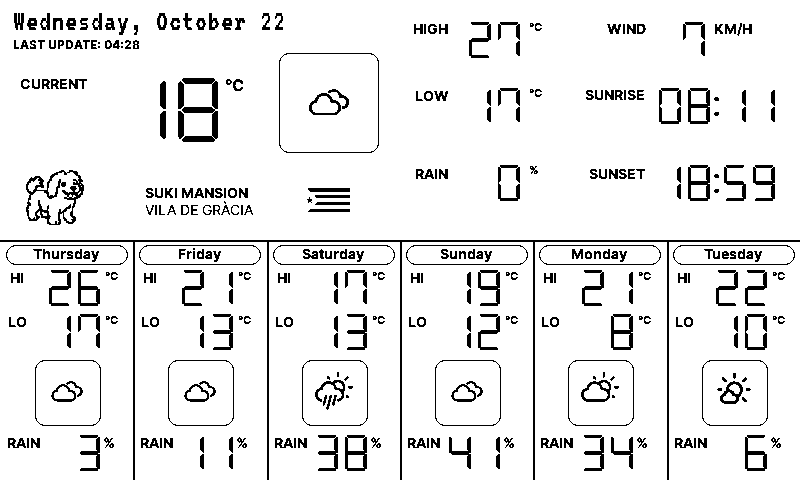 Wednesday, October 22
LAST UPDATE: 04:28
CURRENT 18 °C
SUKI MANSION
VILA DE GRÀCIA
HIGH 27 °C WIND 7 KM/H
LOW 17 °C SUNRISE 08:11
RAIN 0 % SUNSET 18:59
Thursday Friday Saturday Sunday Monday Tuesday
HI 26 °C HI 21 °C HI 17 °C HI 19 °C HI 21 °C HI 22 °C
LO 17 °C LO 13 °C LO 13 °C LO 12 °C LO 8 °C LO 10 °C
RAIN 3 % RAIN 11 % RAIN 38 % RAIN 41 % RAIN 34 % RAIN 6 %